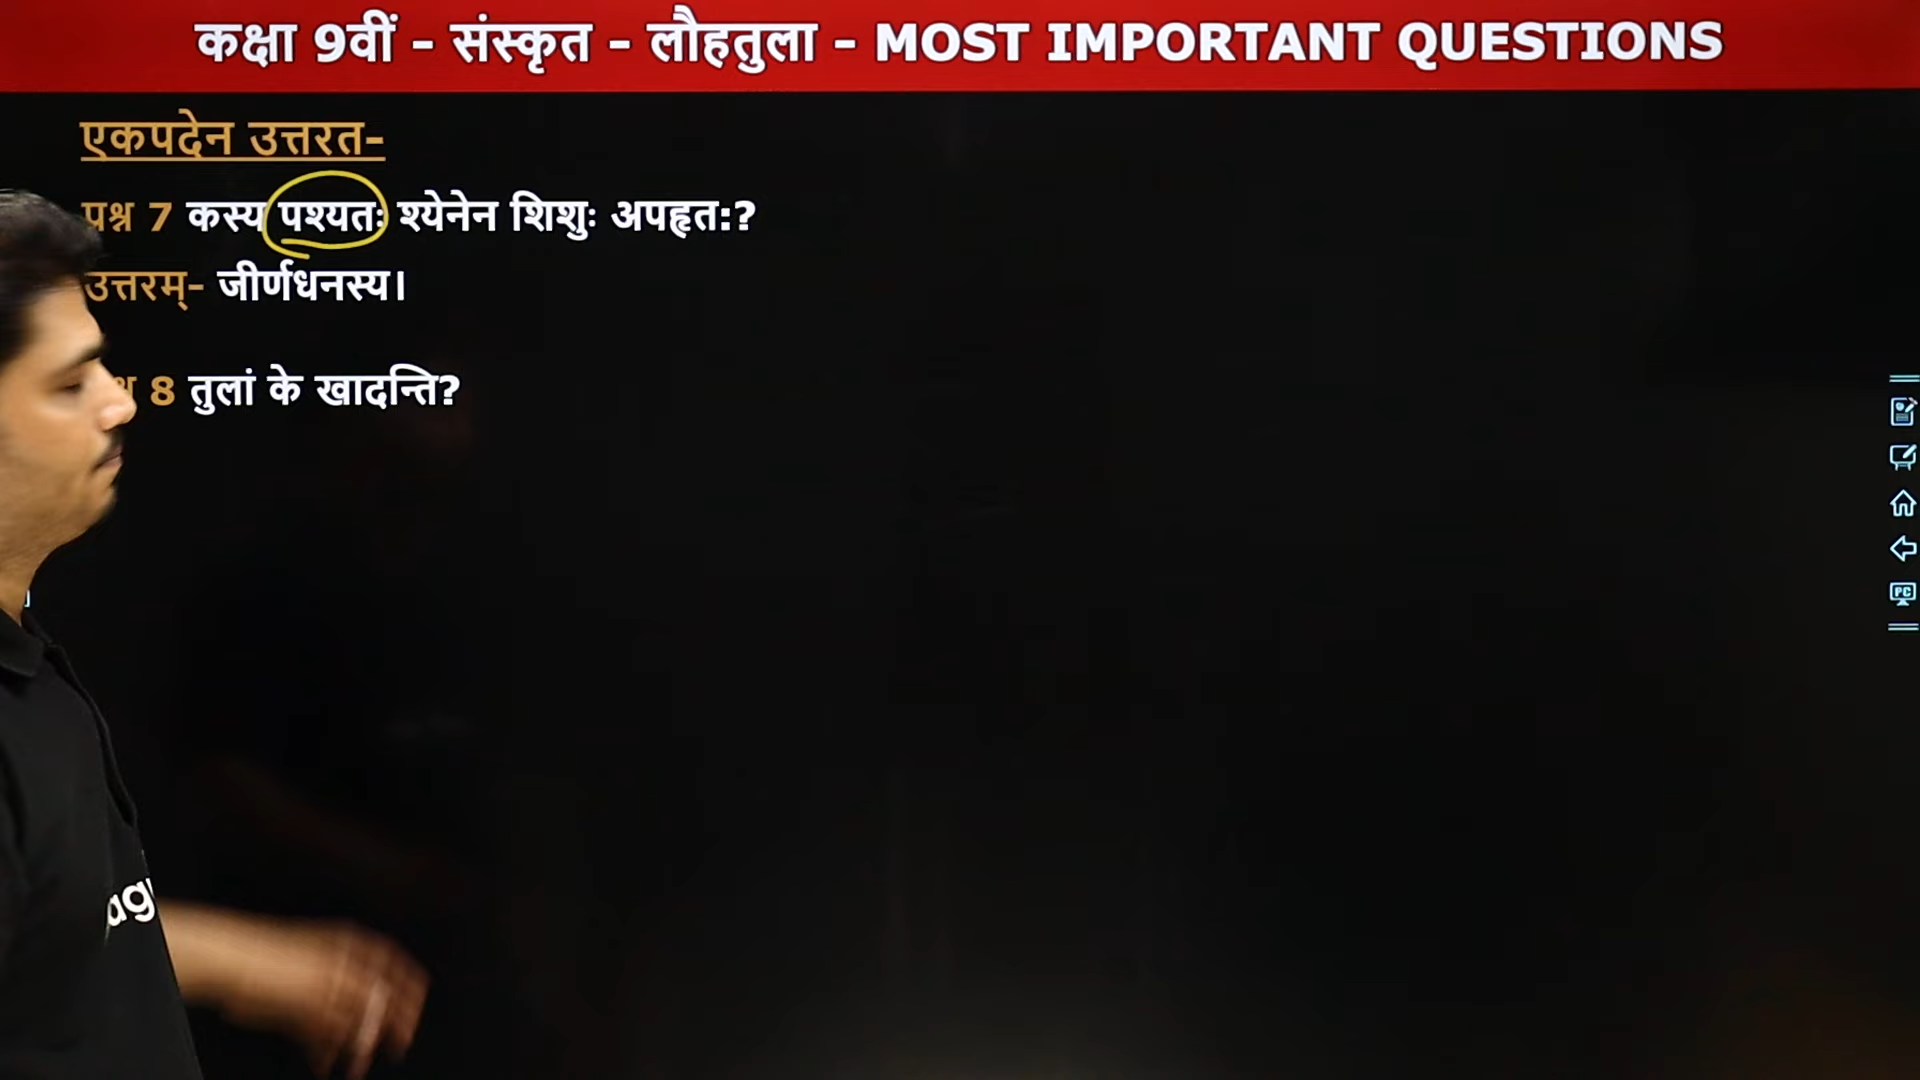 कक्षा 9वीं – संस्कृत – लौहतुला – MOST IMPORTANT QUESTIONS
एकपदेन उत्तरत-
प्रश्न 7 कस्य पश्यतः श्येनेन शिशुः अपहृत:?
उत्तरम्- जीर्णधनस्य।
8 तुलां के खादन्ति?
PC